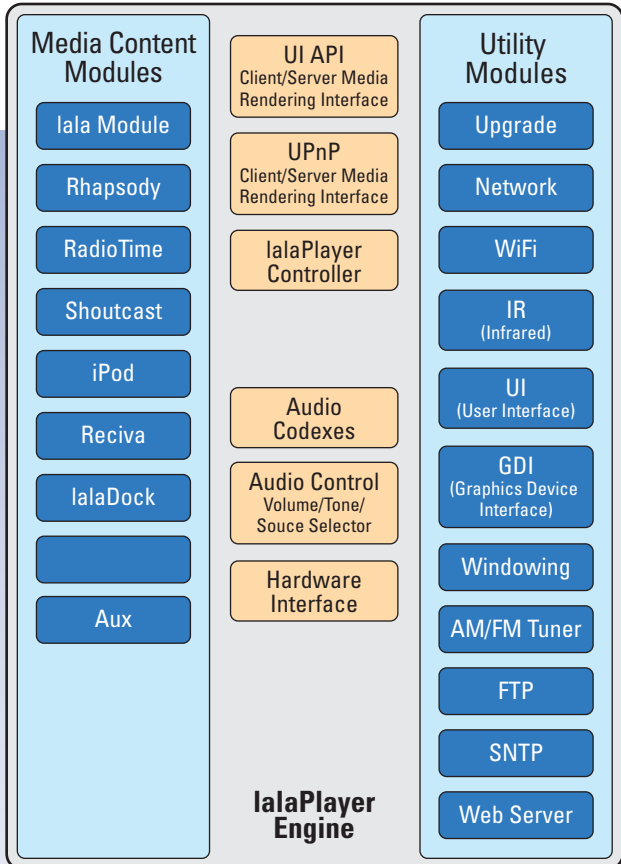 Media Content
Modules
lala Module
Rhapsody
RadioTime
Shoutcast
iPod
Reciva
lalaDock
Aux
UI API
Client/Server Media
Rendering Interface
UPnP
Client/Server Media
Rendering Interface
lalaPlayer
Controller
Audio
Codexes
Audio Control
Volume/Tone/
Souce Selector
Hardware
Interface
lalaPlayer
Engine
Utility
Modules
Upgrade
Network
WiFi
IR
(Infrared)
UI
(User Interface)
GDI
(Graphics Device
Interface)
Windowing
AM/FM Tuner
FTP
SNTP
Web Server